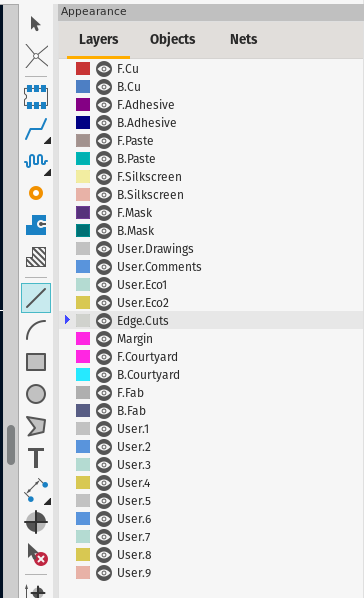 Appearance
Layers Objects Nets
F.Cu
B.Cu
F.Adhesive
B.Adhesive
F.Paste
B.Paste
F.Silkscreen
B.Silkscreen
F.Mask
B.Mask
User.Drawings
User.Comments
User.Eco1
User.Eco2
Edge.Cuts
Margin
F.Courtyard
B.Courtyard
F.Fab
B.Fab
User.1
User.2
User.3
User.4
User.5
User.6
User.7
User.8
User.9